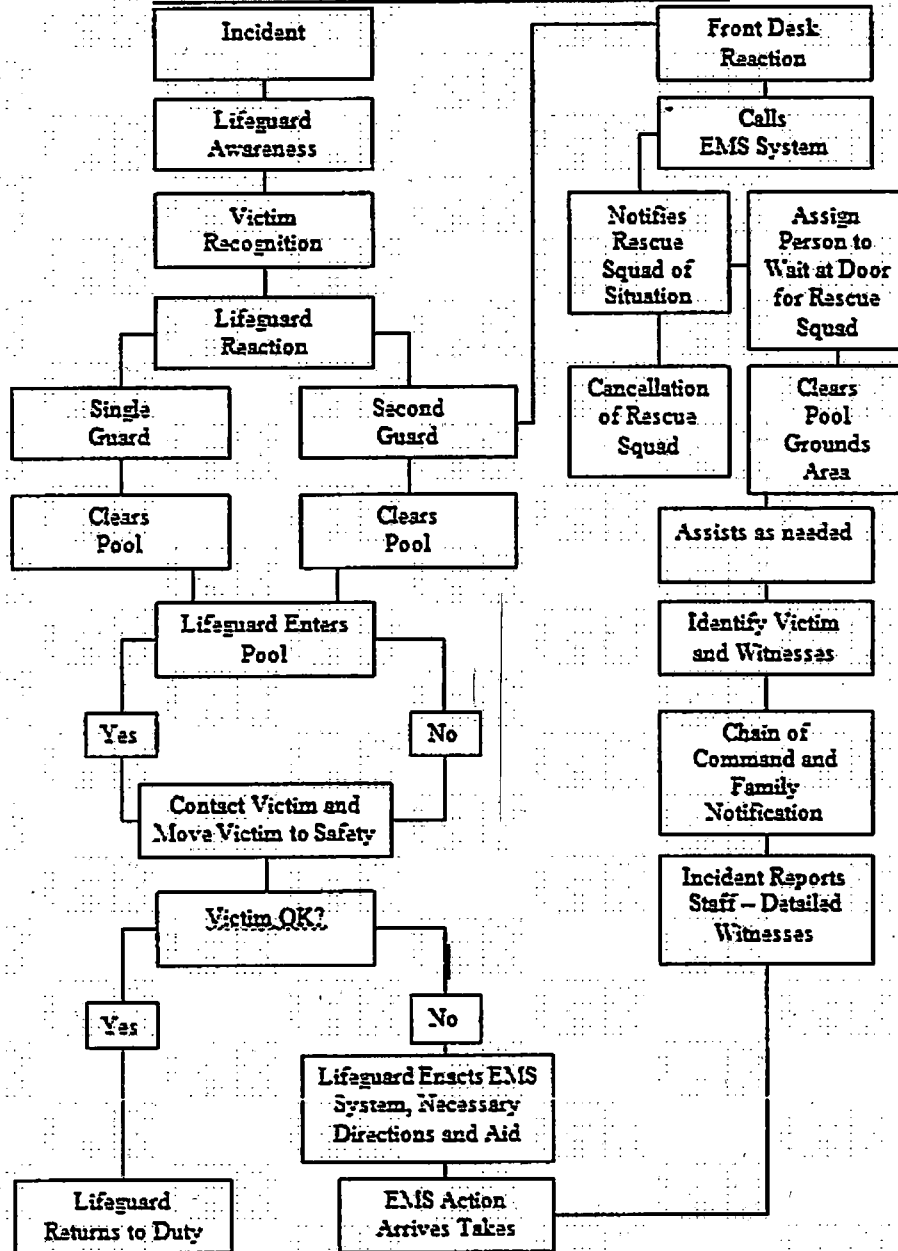 Incident
Lifeguard
Awareness
Victim
Recognition
Lifeguard
Reaction
Single
Guard
Second
Guard
Clears
Pool
Clears
Pool
Lifeguard Enters
Pool
Yes
No
Contact Victim and
Move Victim to Safety
Victim OK?
Yes
No
Lifeguard Enacts EMS
System, Necessary
Directions and Aid
Lifeguard
Returns to Duty
EMS Action
Arrives Takes
Front Desk
Reaction
Calls
EMS System
Notifies
Rescue
Squad of
Situation
Assign
Person to
Wait at Door
for Rescue
Squad
Cancellation
of Rescue
Squad
Clears
Pool
Grounds
Area
Assists as needed
Identify Victim
and Witnesses
Chain of
Command and
Family
Notification
Incident Reports
Staff – Detailed
Witnesses